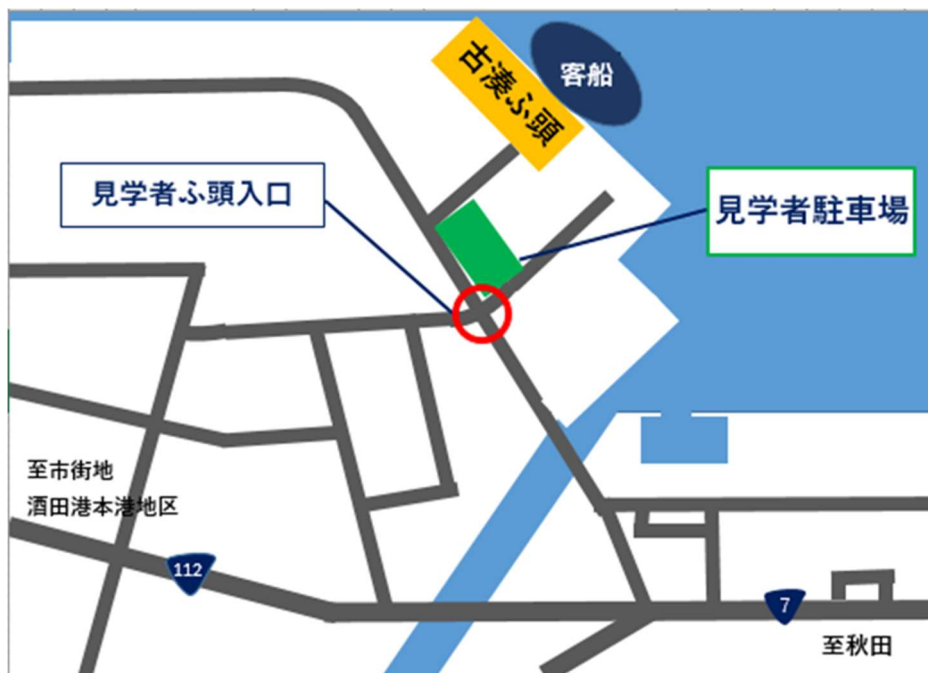 古湊ふ頭
客船
見学者ふ頭入口
見学者駐車場
至市街地
酒田港本港地区
112
7
至秋田